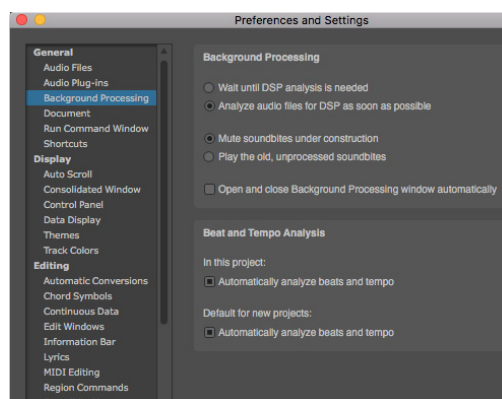 Preferences and Settings
General
Audio Files
Audio Plug-ins
Background Processing
Document
Run Command Window
Shortcuts
Display
Auto Scroll
Consolidated Window
Control Panel
Data Display
Themes
Track Colors
Editing
Automatic Conversions
Chord Symbols
Continuous Data
Edit Windows
Information Bar
Lyrics
MIDI Editing
Region Commands
Background Processing
Wait until DSP analysis is needed
Analyze audio files for DSP as soon as possible
Mute soundbites under construction
Play the old, unprocessed soundbites
Open and close Background Processing window automatically
Beat and Tempo Analysis
In this project:
Automatically analyze beats and tempo
Default for new projects:
Automatically analyze beats and tempo